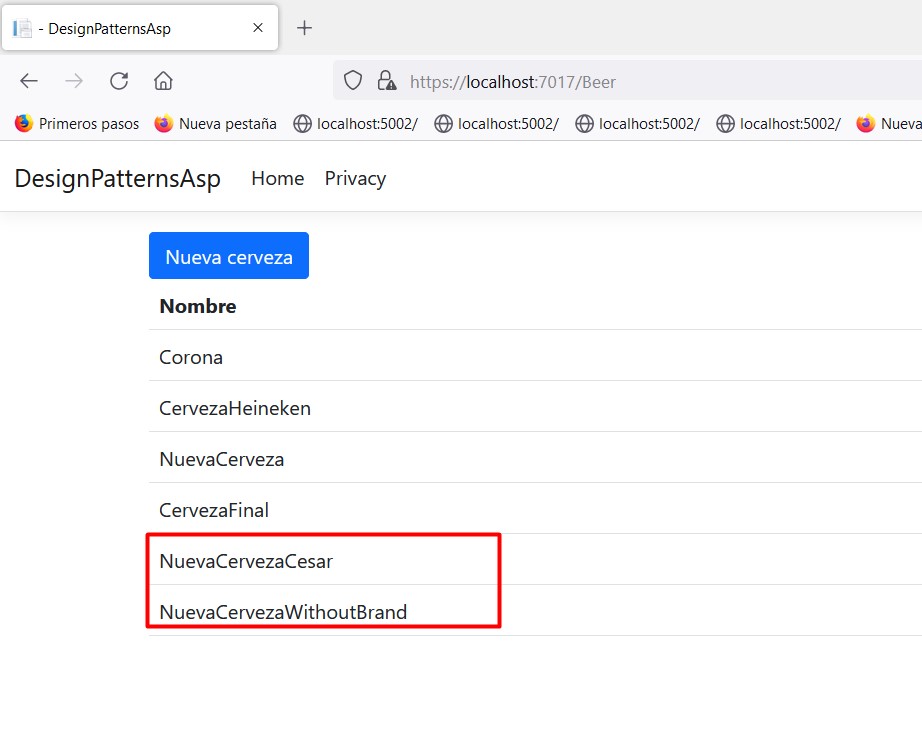 - DesignPatternsAsp
https://localhost:7017/Beer
Primeros pasos Nueva pestaña localhost:5002/ localhost:5002/ localhost:5002/ localhost:5002/ Nueva
DesignPatternsAsp Home Privacy
Nueva cerveza
Nombre
Corona
CervezaHeineken
NuevaCerveza
CervezaFinal
NuevaCervezaCesar
NuevaCervezaWithoutBrand